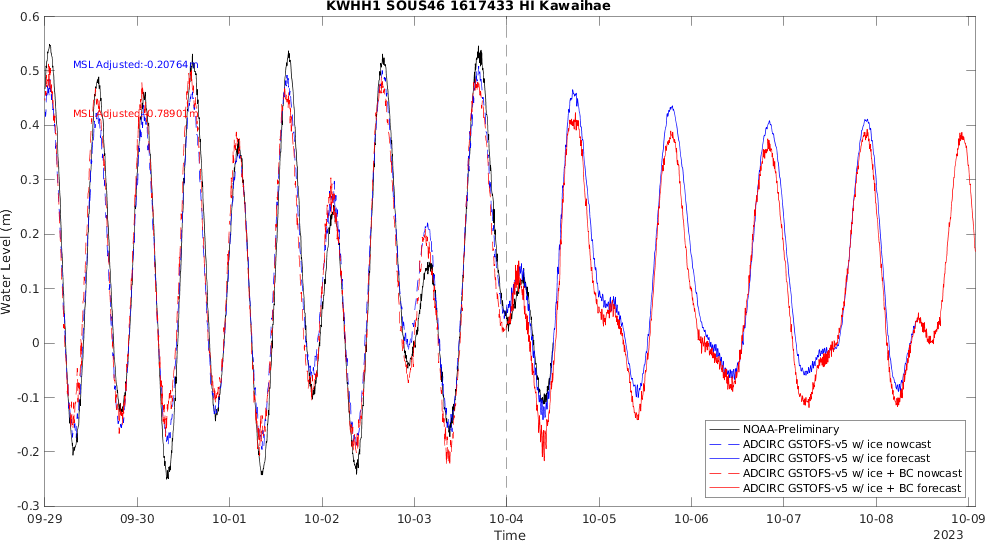 KWHH1 SOUS46 1617433 HI Kawaihae
0.6
0.5
0.4
0.3
0.2
0.1
0
-0.1
-0.2
-0.3
Water Level (m)
MSL Adjusted:-0.20764m
MSL Adjusted:-0.78901m
NOAA-Preliminary
ADCIRC GSTOFS-v5 w/ ice nowcast
ADCIRC GSTOFS-v5 w/ ice forecast
ADCIRC GSTOFS-v5 w/ ice + BC nowcast
ADCIRC GSTOFS-v5 w/ ice + BC forecast
09-29 09-30 10-01 10-02 10-03 10-04 10-05 10-06 10-07 10-08 10-09
Time
2023